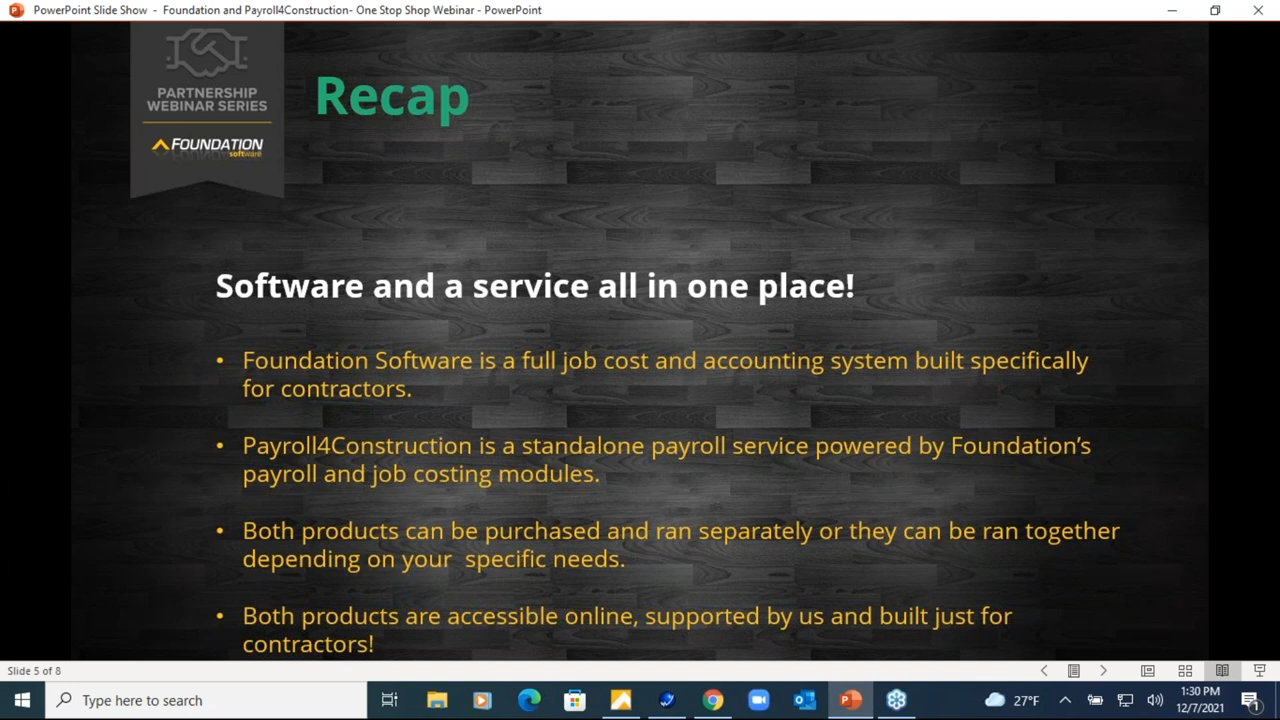 PowerPoint Slide Show - Foundation and Payroll4Construction- One Stop Shop Webinar - PowerPoint
PARTNERSHIP
WEBINAR SERIES
FOUNDATION
software
Recap
Software and a service all in one place!
• Foundation Software is a full job cost and accounting system built specifically
for contractors.
• Payroll4Construction is a standalone payroll service powered by Foundation’s
payroll and job costing modules.
• Both products can be purchased and ran separately or they can be ran together
depending on your  specific needs.
• Both products are accessible online, supported by us and built just for
contractors!
Slide 5 of 8
Type here to search
27°F
1:30 PM
12/7/2021
1